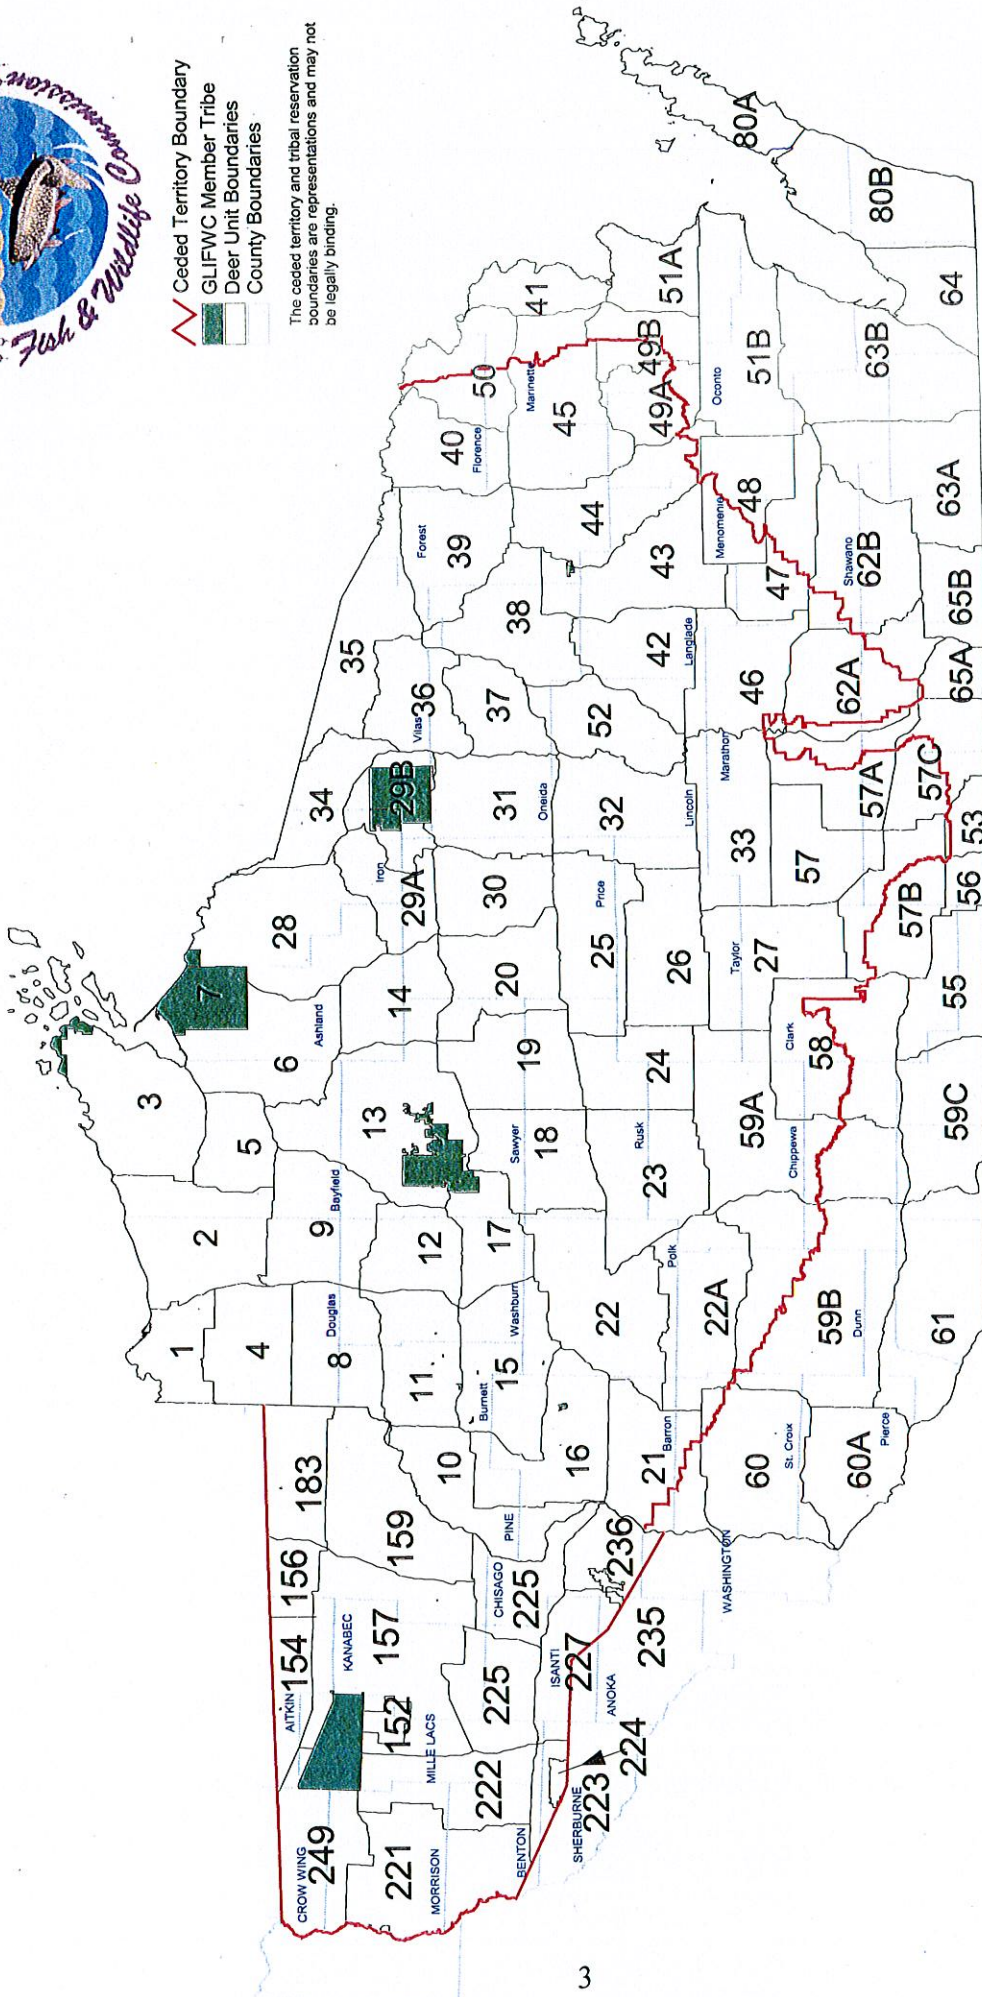 Fish & Wildlife Commission
Ceded Territory Boundary
GLIFWC Member Tribe
Deer Unit Boundaries
County Boundaries
The ceded territory and tribal reservation
boundaries are representations and may not
be legally binding.
CROW WING
249
221
MORRISON
AITKIN
154
156
183
KANABEC
152
157
159
MILLE LACS
222
225
BENTON
SHERBURNE
223
224
ISANTI
227
ANOKA
235
236
CHISAGO
225
PINE
WASHINGTON
1
2
3
4
5
6
7
8
Douglas
9
Bayfield
Ashland
10
11
12
13
14
Burnett
15
Washburn
16
17
18
Sawyer
19
20
21
Barron
22
22A
Polk
23
Rusk
24
25
Price
26
27
Taylor
28
29A
Iron
29B
30
31
Oneida
32
Lincoln
33
Marathon
34
35
36
Vilas
37
38
39
Forest
40
Florence
41
42
Langlade
43
44
45
Marinette
46
47
48
Menomenie
49A
49B
50
51A
51B
Oconto
52
53
55
56
57
57A
57B
57C
58
Clark
59A
Chippewa
59B
Dunn
59C
60
St. Croix
60A
Pierce
61
62A
62B
Shawano
63A
63B
64
65A
65B
80A
80B
3